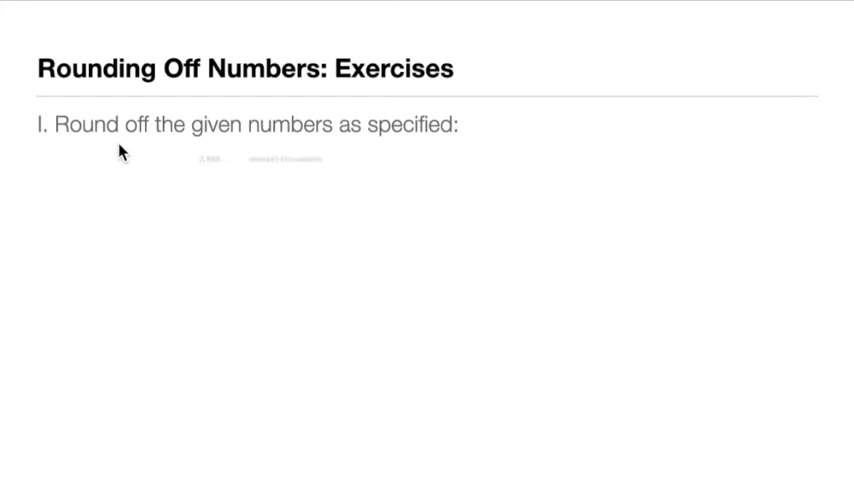 Rounding Off Numbers: Exercises
I. Round off the given numbers as specified: